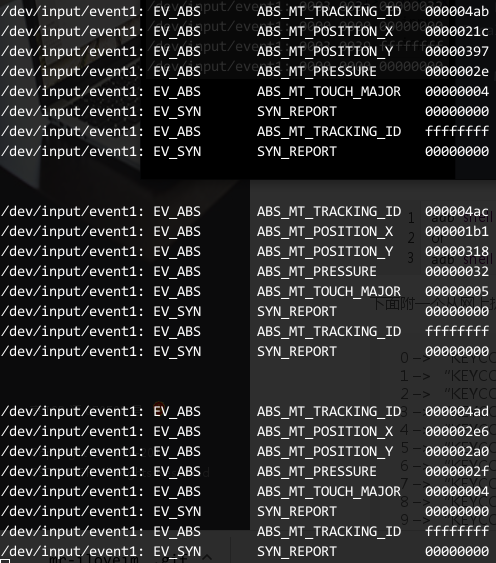 /dev/input/event1: EV_ABS ABS_MT_TRACKING_ID 000004ab
/dev/input/event1: EV_ABS ABS_MT_POSITION_X 0000021c
/dev/input/event1: EV_ABS ABS_MT_POSITION_Y 00000397
/dev/input/event1: EV_ABS ABS_MT_PRESSURE 0000002e
/dev/input/event1: EV_ABS ABS_MT_TOUCH_MAJOR 00000004
/dev/input/event1: EV_SYN SYN_REPORT 00000000
/dev/input/event1: EV_ABS ABS_MT_TRACKING_ID ffffffff
/dev/input/event1: EV_SYN SYN_REPORT 00000000
/dev/input/event1: EV_ABS ABS_MT_TRACKING_ID 000004ac
/dev/input/event1: EV_ABS ABS_MT_POSITION_X 000001b1
/dev/input/event1: EV_ABS ABS_MT_POSITION_Y 00000318
/dev/input/event1: EV_ABS ABS_MT_PRESSURE 00000032
/dev/input/event1: EV_ABS ABS_MT_TOUCH_MAJOR 00000005
/dev/input/event1: EV_SYN SYN_REPORT 00000000
/dev/input/event1: EV_ABS ABS_MT_TRACKING_ID ffffffff
/dev/input/event1: EV_SYN SYN_REPORT 00000000
/dev/input/event1: EV_ABS ABS_MT_TRACKING_ID 000004ad
/dev/input/event1: EV_ABS ABS_MT_POSITION_X 000002e6
/dev/input/event1: EV_ABS ABS_MT_POSITION_Y 000002a0
/dev/input/event1: EV_ABS ABS_MT_PRESSURE 0000002f
/dev/input/event1: EV_ABS ABS_MT_TOUCH_MAJOR 00000004
/dev/input/event1: EV_SYN SYN_REPORT 00000000
/dev/input/event1: EV_ABS ABS_MT_TRACKING_ID ffffffff
/dev/input/event1: EV_SYN SYN_REPORT 00000000